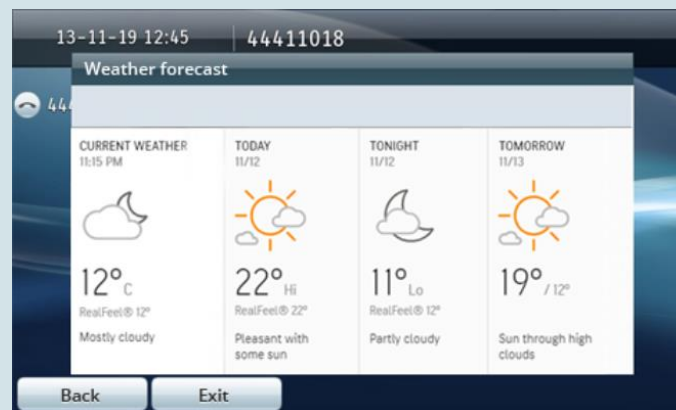 13-11-19 12:45 44411018
Weather forecast
444
CURRENT WEATHER
11:15 PM
12°C
RealFeel® 12°
Mostly cloudy
TODAY
11/12
22° Hi
RealFeel® 22°
Pleasant with
some sun
TONIGHT
11/12
11° Lo
RealFeel® 12°
Partly cloudy
TOMORROW
11/13
19° / 12°
Sun through high
clouds
Back Exit